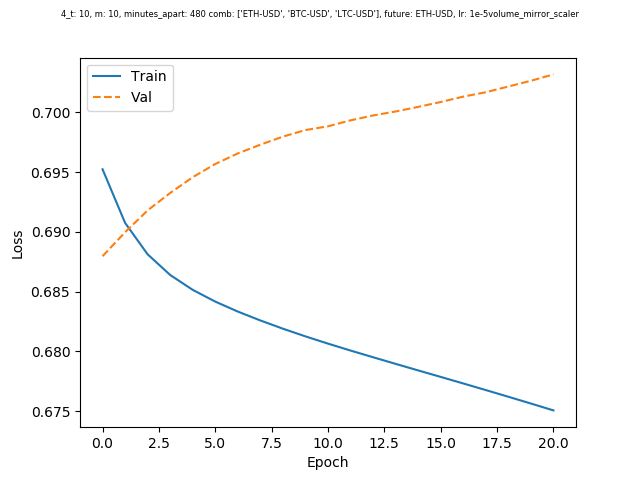 4_t: 10, m: 10, minutes_apart: 480 comb: ['ETH-USD', 'BTC-USD', 'LTC-USD'], future: ETH-USD, lr: 1e-5volume_mirror_scaler
Train
Val
0.700
0.695
0.690
0.685
0.680
0.675
Loss
0.0 2.5 5.0 7.5 10.0 12.5 15.0 17.5 20.0
Epoch